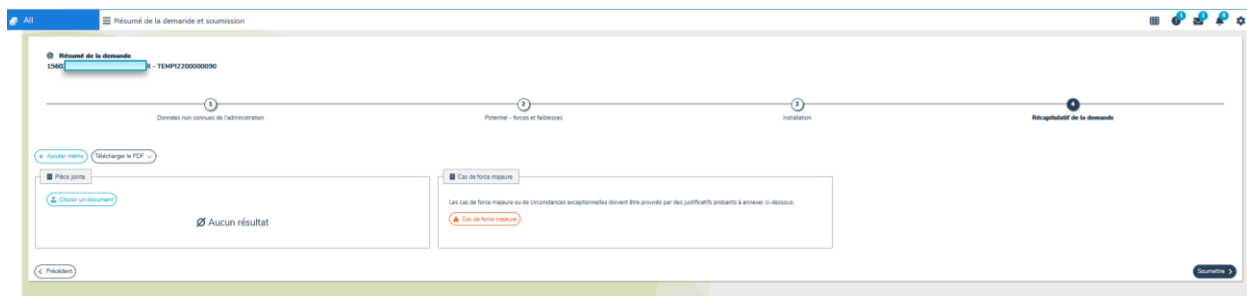 All
Résumé de la demande et soumission
Résumé de la demande
1560 R - TEMPI2200000090
1
2
3
4
Données non connues de l'administration
Potentiel - forces et faiblesses
Installation
Récapitulatif de la demande
+ Ajouter mémo
Télécharger le PDF
Pièce jointe
Choisir un document
Aucun résultat
Cas de force majeure
Les cas de force majeure ou de circonstances exceptionnelles doivent être prouvés par des justificatifs probants à annexer ci-dessous.
Cas de force majeure
Précédent
Soumettre